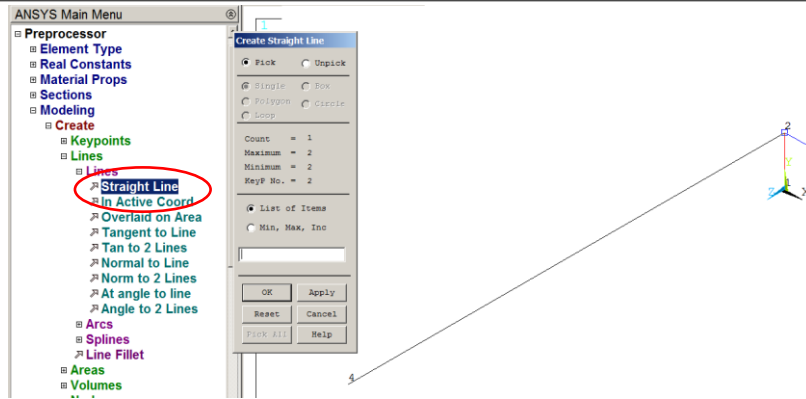 ANSYS Main Menu
Preprocessor
Element Type
Real Constants
Material Props
Sections
Modeling
Create
Keypoints
Lines
Lines
Straight Line
In Active Coord
Overlaid on Area
Tangent to Line
Tan to 2 Lines
Normal to Line
Norm to 2 Lines
At angle to line
Angle to 2 Lines
Arcs
Splines
Line Fillet
Areas
Volumes
Create Straight Line
Pick Unpick
Single Box
Polygon Circle
Loop
Count = 1
Maximum = 2
Minimum = 2
KeyP No. = 2
List of Items
Min, Max, Inc
OK Apply
Reset Cancel
Pick All Help
1
2
Y
1
Z X
4